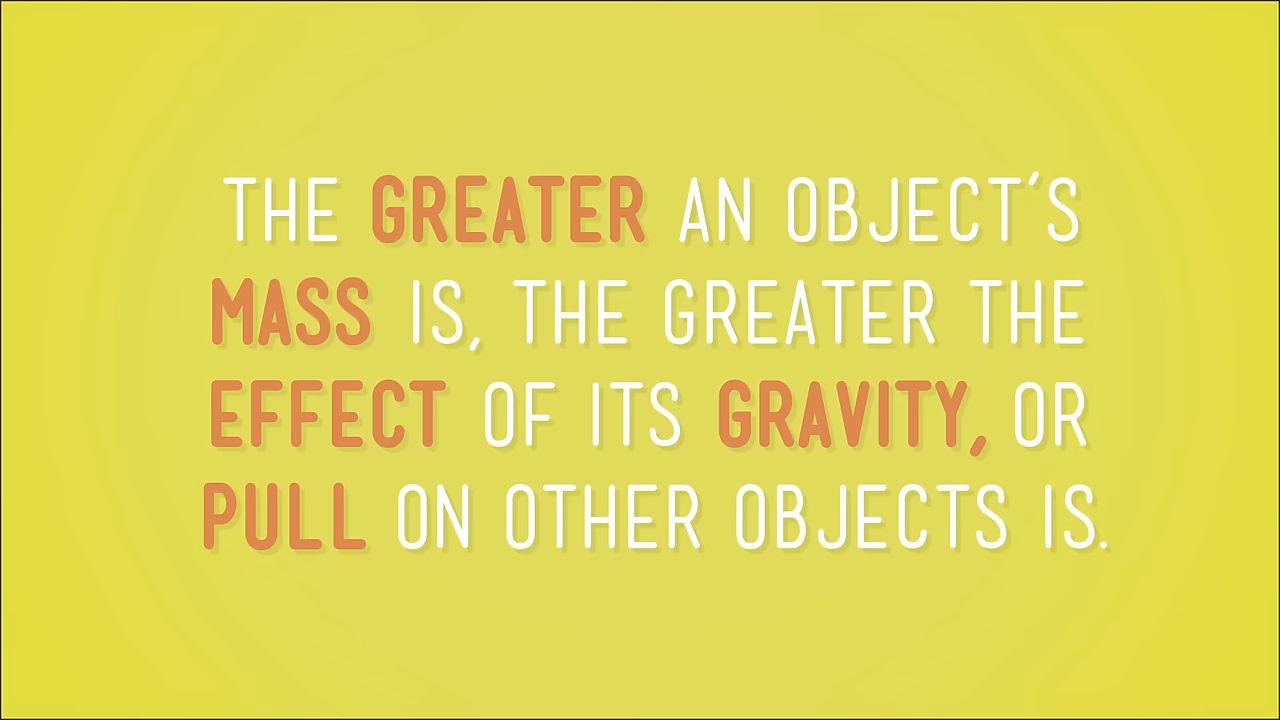 THE GREATER AN OBJECT'S
MASS IS, THE GREATER THE
EFFECT OF ITS GRAVITY, OR
PULL ON OTHER OBJECTS IS.